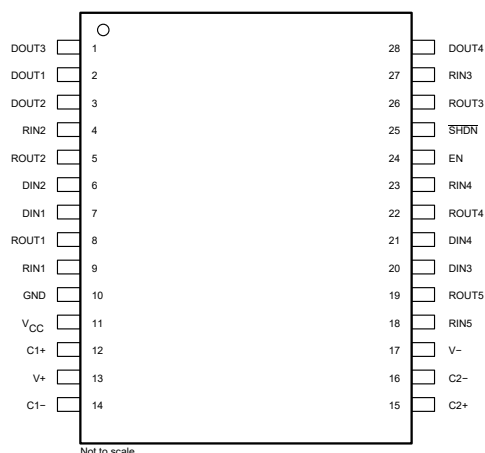 DOUT3 1 28 DOUT4
DOUT1 2 27 RIN3
DOUT2 3 26 ROUT3
RIN2 4 25 SHDN
ROUT2 5 24 EN
DIN2 6 23 RIN4
DIN1 7 22 ROUT4
ROUT1 8 21 DIN4
RIN1 9 20 DIN3
GND 10 19 ROUT5
VCC 11 18 RIN5
C1+ 12 17 V−
V+ 13 16 C2−
C1− 14 15 C2+
Not to scale